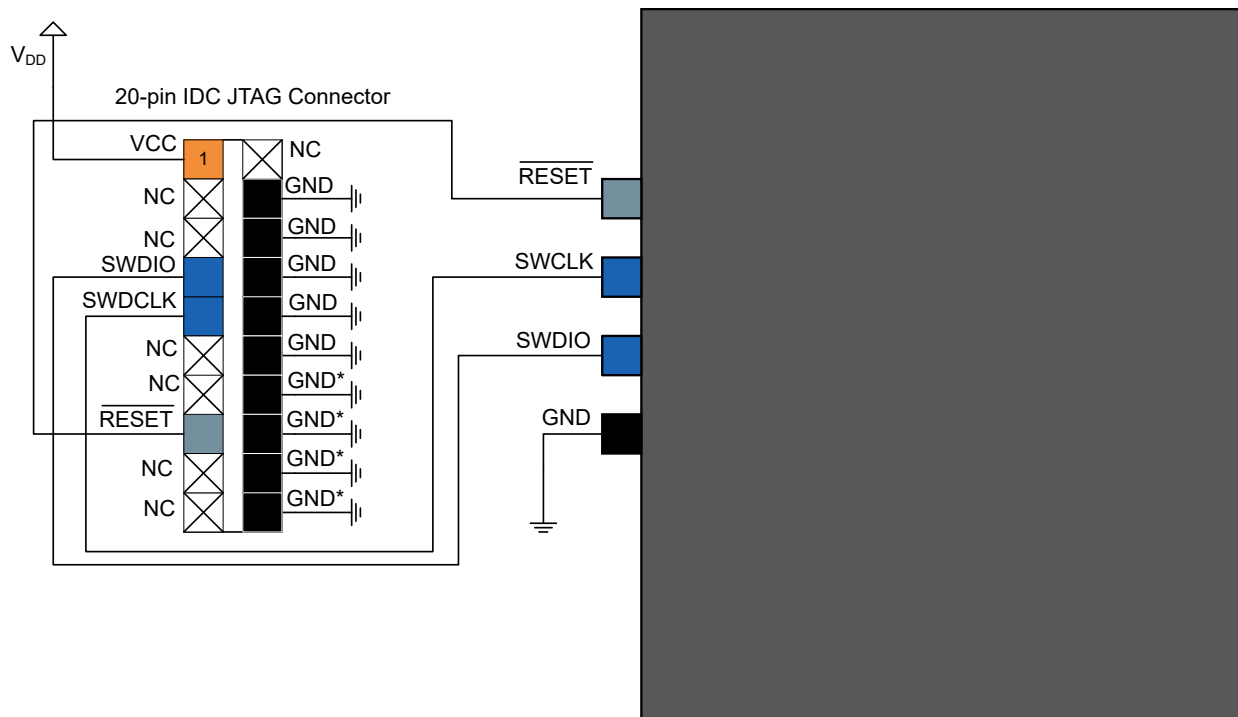 VDD
20-pin IDC JTAG Connector
VCC
1
NC
RESET
NC
GND
NC
GND
SWDIO
GND
SWCLK
SWDCLK
GND
NC
GND
SWDIO
NC
GND*
RESET
GND*
GND
NC
GND*
NC
GND*